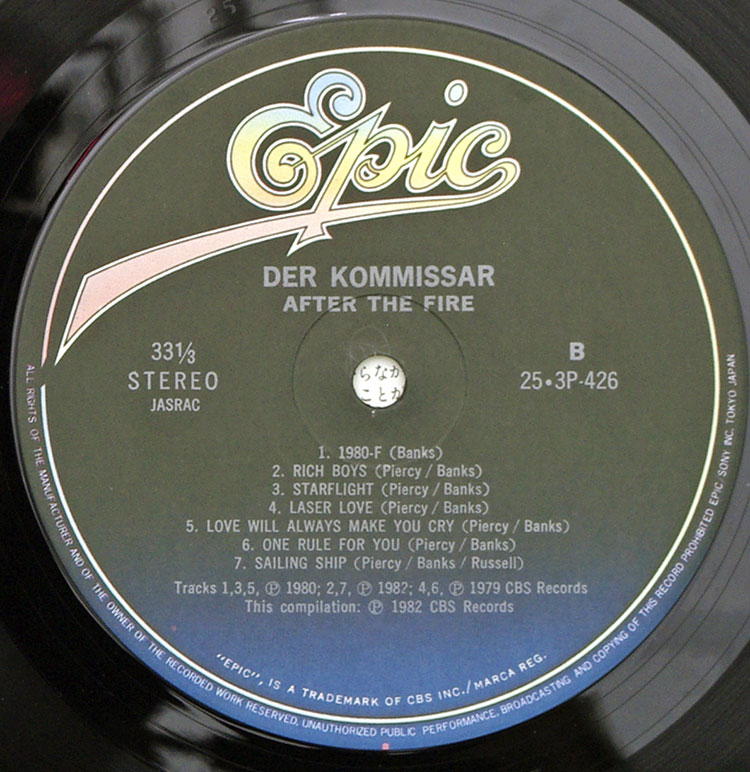 Epic
DER KOMMISSAR
AFTER THE FIRE
33⅓
STEREO
JASRAC
B
25•3P-426
らなか
ことか
1. 1980-F (Banks)
2. RICH BOYS (Piercy / Banks)
3. STARFLIGHT (Piercy / Banks)
4. LASER LOVE (Piercy / Banks)
5. LOVE WILL ALWAYS MAKE YOU CRY (Piercy / Banks)
6. ONE RULE FOR YOU (Piercy / Banks)
7. SAILING SHIP (Piercy / Banks / Russell)
Tracks 1,3,5, ℗ 1980; 2,7, ℗ 1982; 4,6, ℗ 1979 CBS Records
This compilation: ℗ 1982 CBS Records
"EPIC", IS A TRADEMARK OF CBS INC./MARCA REG.
ALL RIGHTS OF THE MANUFACTURER AND OF THE OWNER OF THE RECORDED WORK RESERVED, UNAUTHORIZED PUBLIC PERFORMANCE, BROADCASTING AND COPYING OF THIS RECORD PROHIBITED EPIC/SONY INC. TOKYO JAPAN